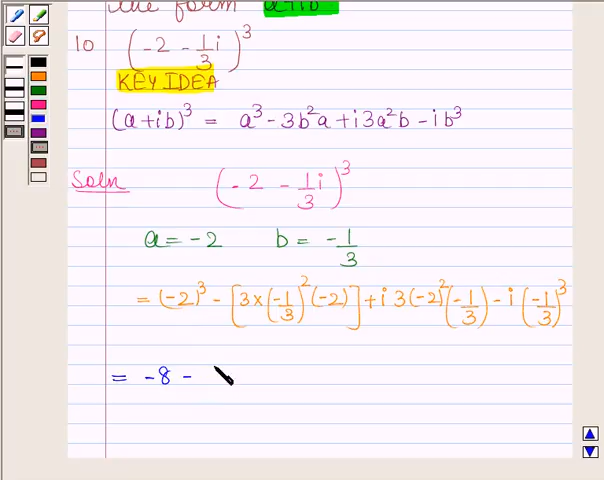 the form a+ib
10 (-2 - 1/3 i)^3
KEY IDEA
(a+ib)^3 = a^3 - 3b^2a + i3a^2b - ib^3
Soln (-2 - 1/3 i)^3
a = -2 b = -1/3
= (-2)^3 - [3×(-1/3)^2(-2)] + i 3(-2)^2(-1/3) - i(-1/3)^3
= -8 -